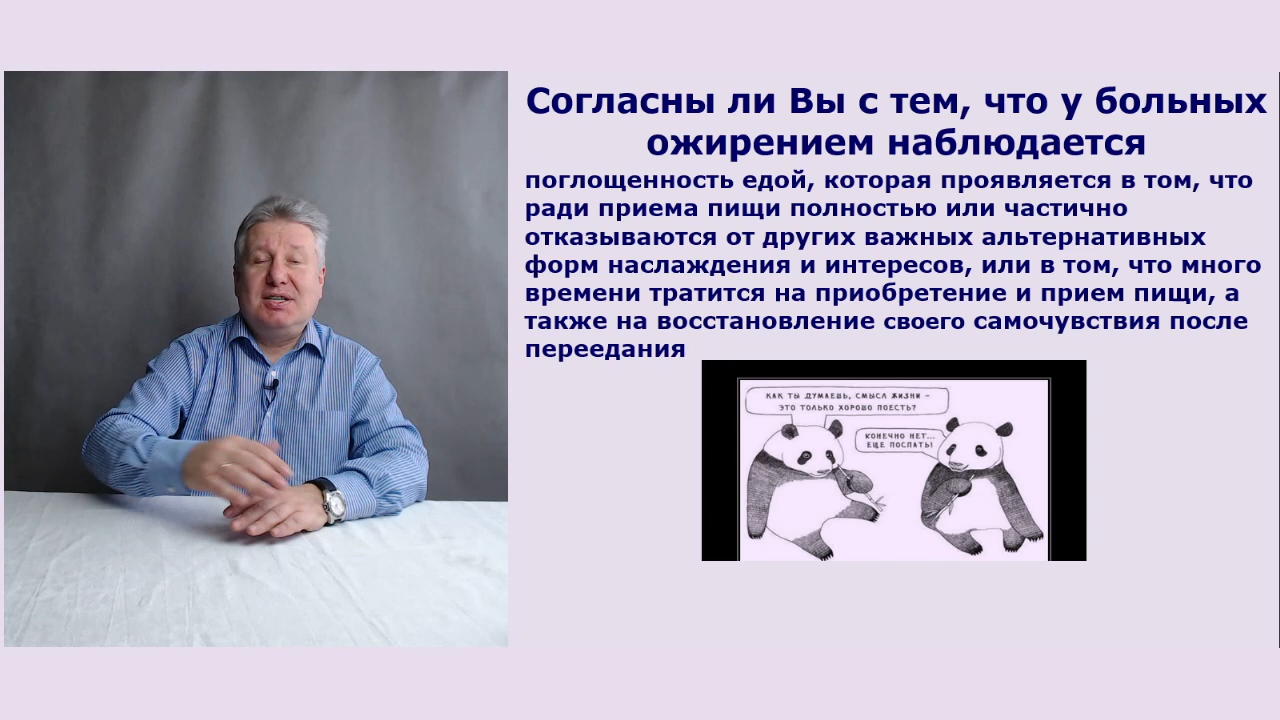 Согласны ли Вы с тем, что у больных
ожирением наблюдается
поглощенность едой, которая проявляется в том, что
ради приема пищи полностью или частично
отказываются от других важных альтернативных
форм наслаждения и интересов, или в том, что много
времени тратится на приобретение и прием пищи, а
также на восстановление своего самочувствия после
переедания
КАК ТЫ ДУМАЕШЬ, СМЫСЛ ЖИЗНИ –
ЭТО ТОЛЬКО ХОРОШО ПОЕСТЬ?
КОНЕЧНО НЕТ...
ЕЩЕ ПОСПАТЬ!